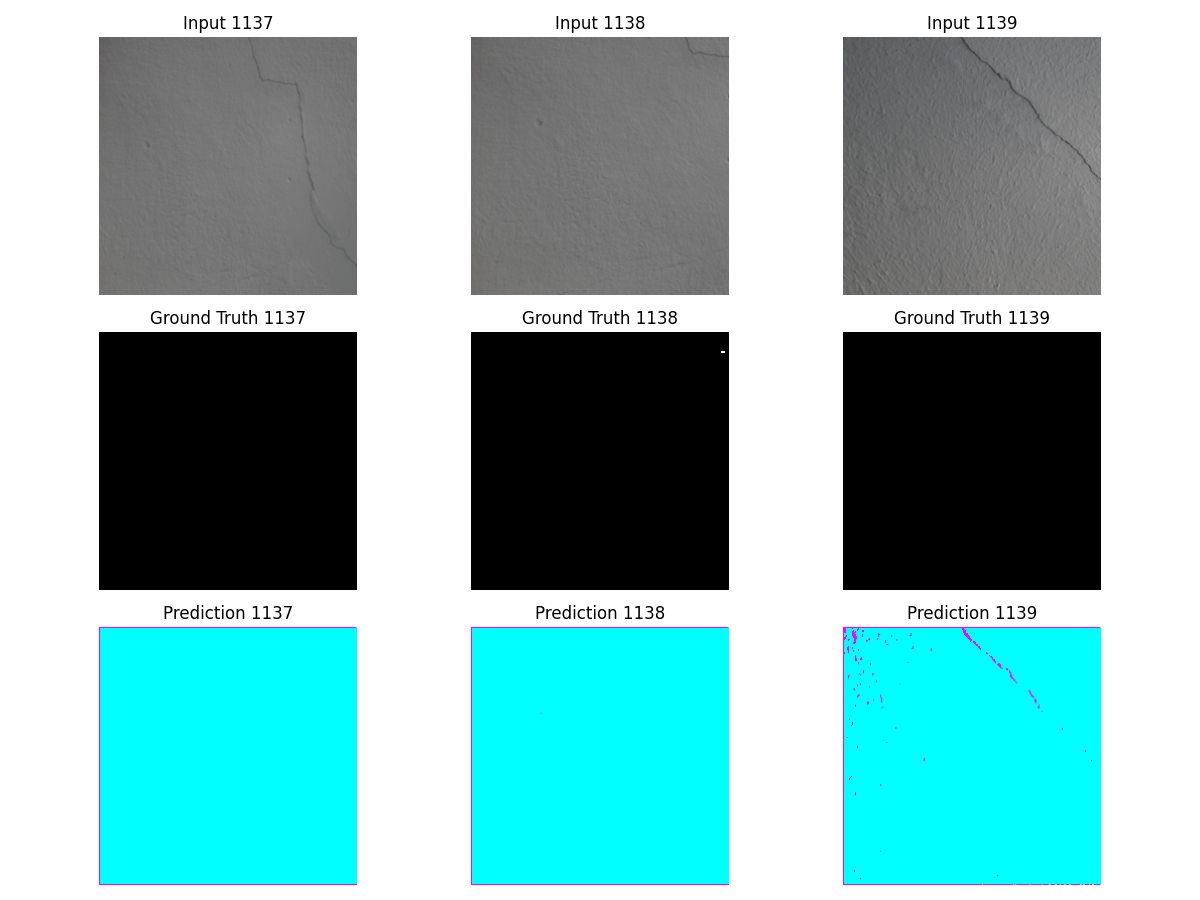 Input 1137
Input 1138
Input 1139
Ground Truth 1137
Ground Truth 1138
Ground Truth 1139
Prediction 1137
Prediction 1138
Prediction 1139